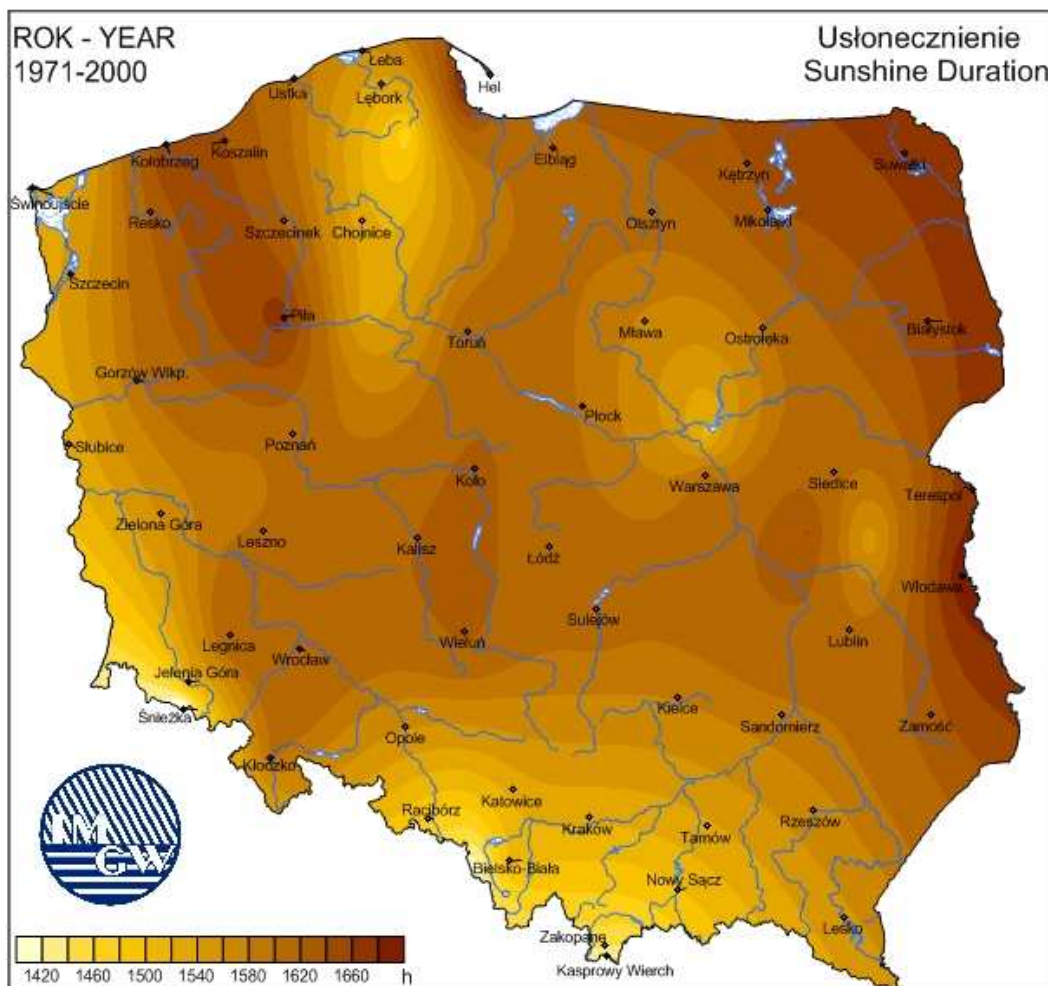 ROK - YEAR
1971-2000
Usłonecznienie
Sunshine Duration
Łeba
Ustka
Lębork
Hel
Kołobrzeg
Koszalin
Elbląg
Kętrzyn
Suwałki
Świnoujście
Resko
Szczecinek
Chojnice
Olsztyn
Mikołajki
Szczecin
Piła
Toruń
Mława
Ostrołęka
Białystok
Gorzów Wlkp.
Płock
Słubice
Poznań
Koło
Warszawa
Siedlce
Terespol
Zielona Góra
Leszno
Kalisz
Łódź
Włodawa
Sulejów
Legnica
Wrocław
Wieluń
Lublin
Jelenia Góra
Śnieżka
Kielce
Sandomierz
Zamość
Opole
Kłodzko
Racibórz
Katowice
Kraków
Tarnów
Rzeszów
Bielsko-Biała
Nowy Sącz
Lesko
Zakopane
Kasprowy Wierch
IM
GW
1420 1460 1500 1540 1580 1620 1660 h